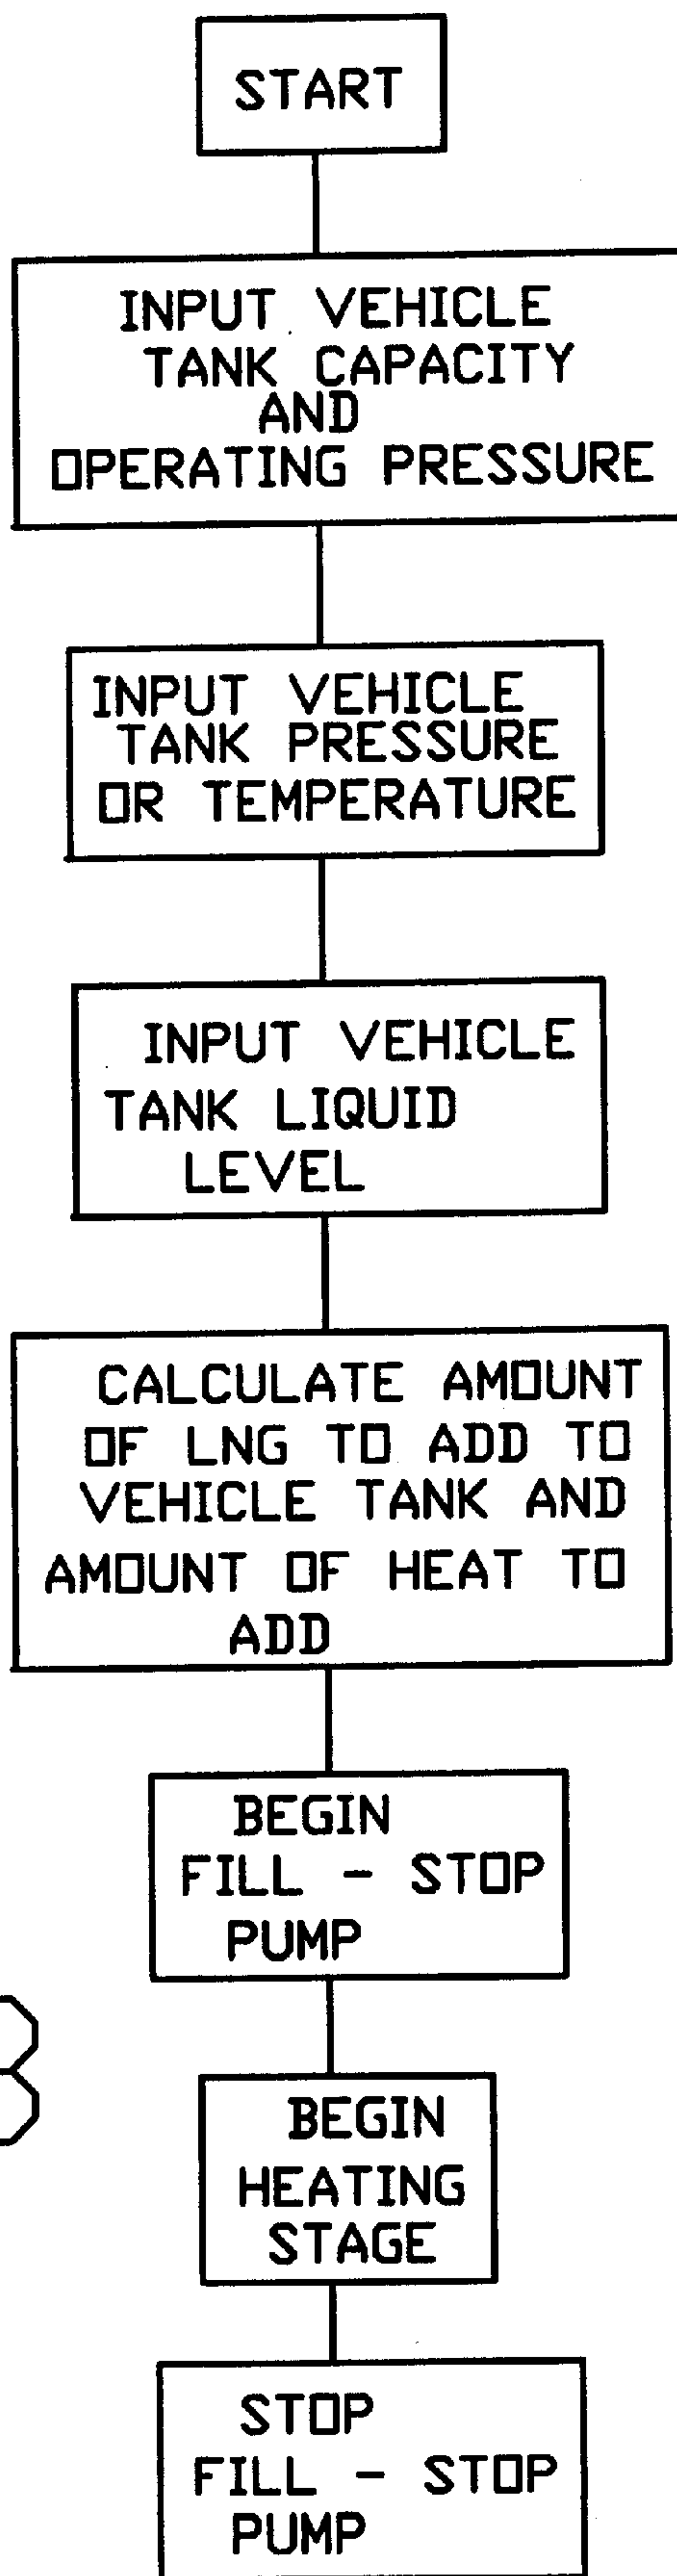 START
INPUT VEHICLE
TANK CAPACITY
AND
OPERATING PRESSURE
INPUT VEHICLE
TANK PRESSURE
OR TEMPERATURE
INPUT VEHICLE
TANK LIQUID
LEVEL
CALCULATE AMOUNT
OF LNG TO ADD TO
VEHICLE TANK AND
AMOUNT OF HEAT TO
ADD
BEGIN
FILL - STOP
PUMP
BEGIN
HEATING
STAGE
STOP
FILL - STOP
PUMP